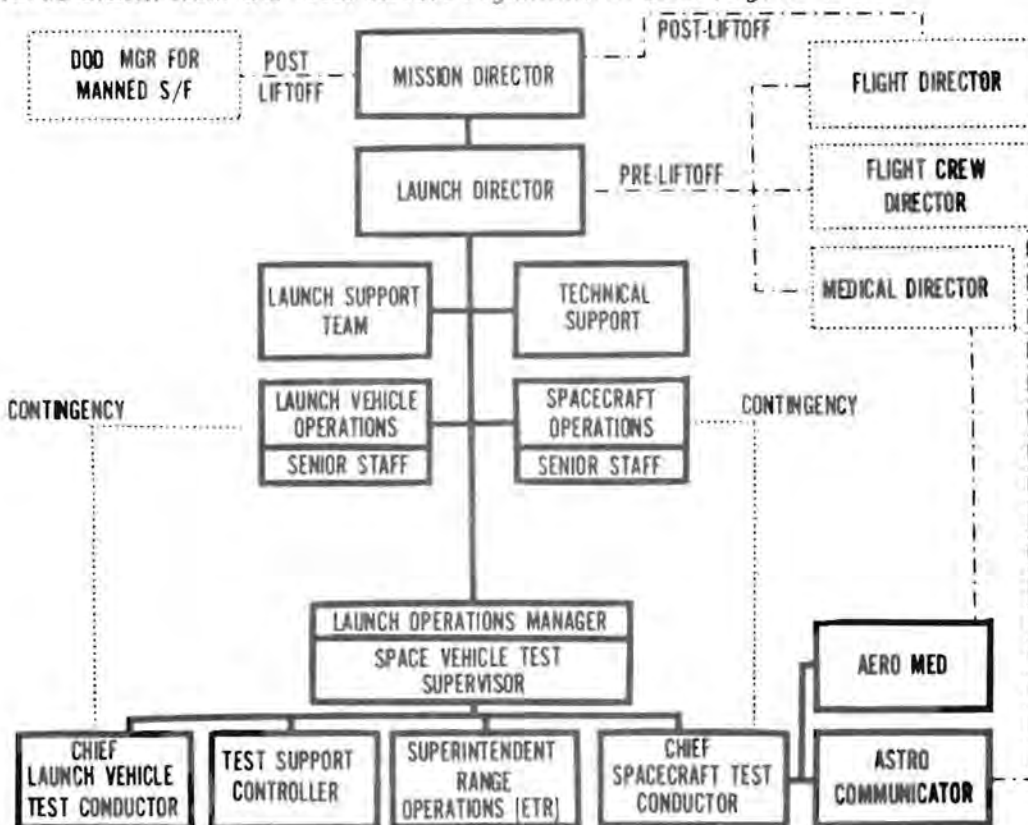 POST-LIFTOFF
DOD MGR FOR
MANNED S/F
POST
LIFTOFF
MISSION DIRECTOR
FLIGHT DIRECTOR
LAUNCH DIRECTOR
PRE-LIFTOFF
FLIGHT CREW
DIRECTOR
LAUNCH SUPPORT
TEAM
TECHNICAL
SUPPORT
MEDICAL DIRECTOR
CONTINGENCY
LAUNCH VEHICLE
OPERATIONS
SENIOR STAFF
SPACECRAFT
OPERATIONS
SENIOR STAFF
CONTINGENCY
LAUNCH OPERATIONS MANAGER
SPACE VEHICLE TEST
SUPERVISOR
AERO MED
CHIEF
LAUNCH VEHICLE
TEST CONDUCTOR
TEST SUPPORT
CONTROLLER
SUPERINTENDENT
RANGE
OPERATIONS [ETR]
CHIEF
SPACECRAFT TEST
CONDUCTOR
ASTRO
COMMUNICATOR